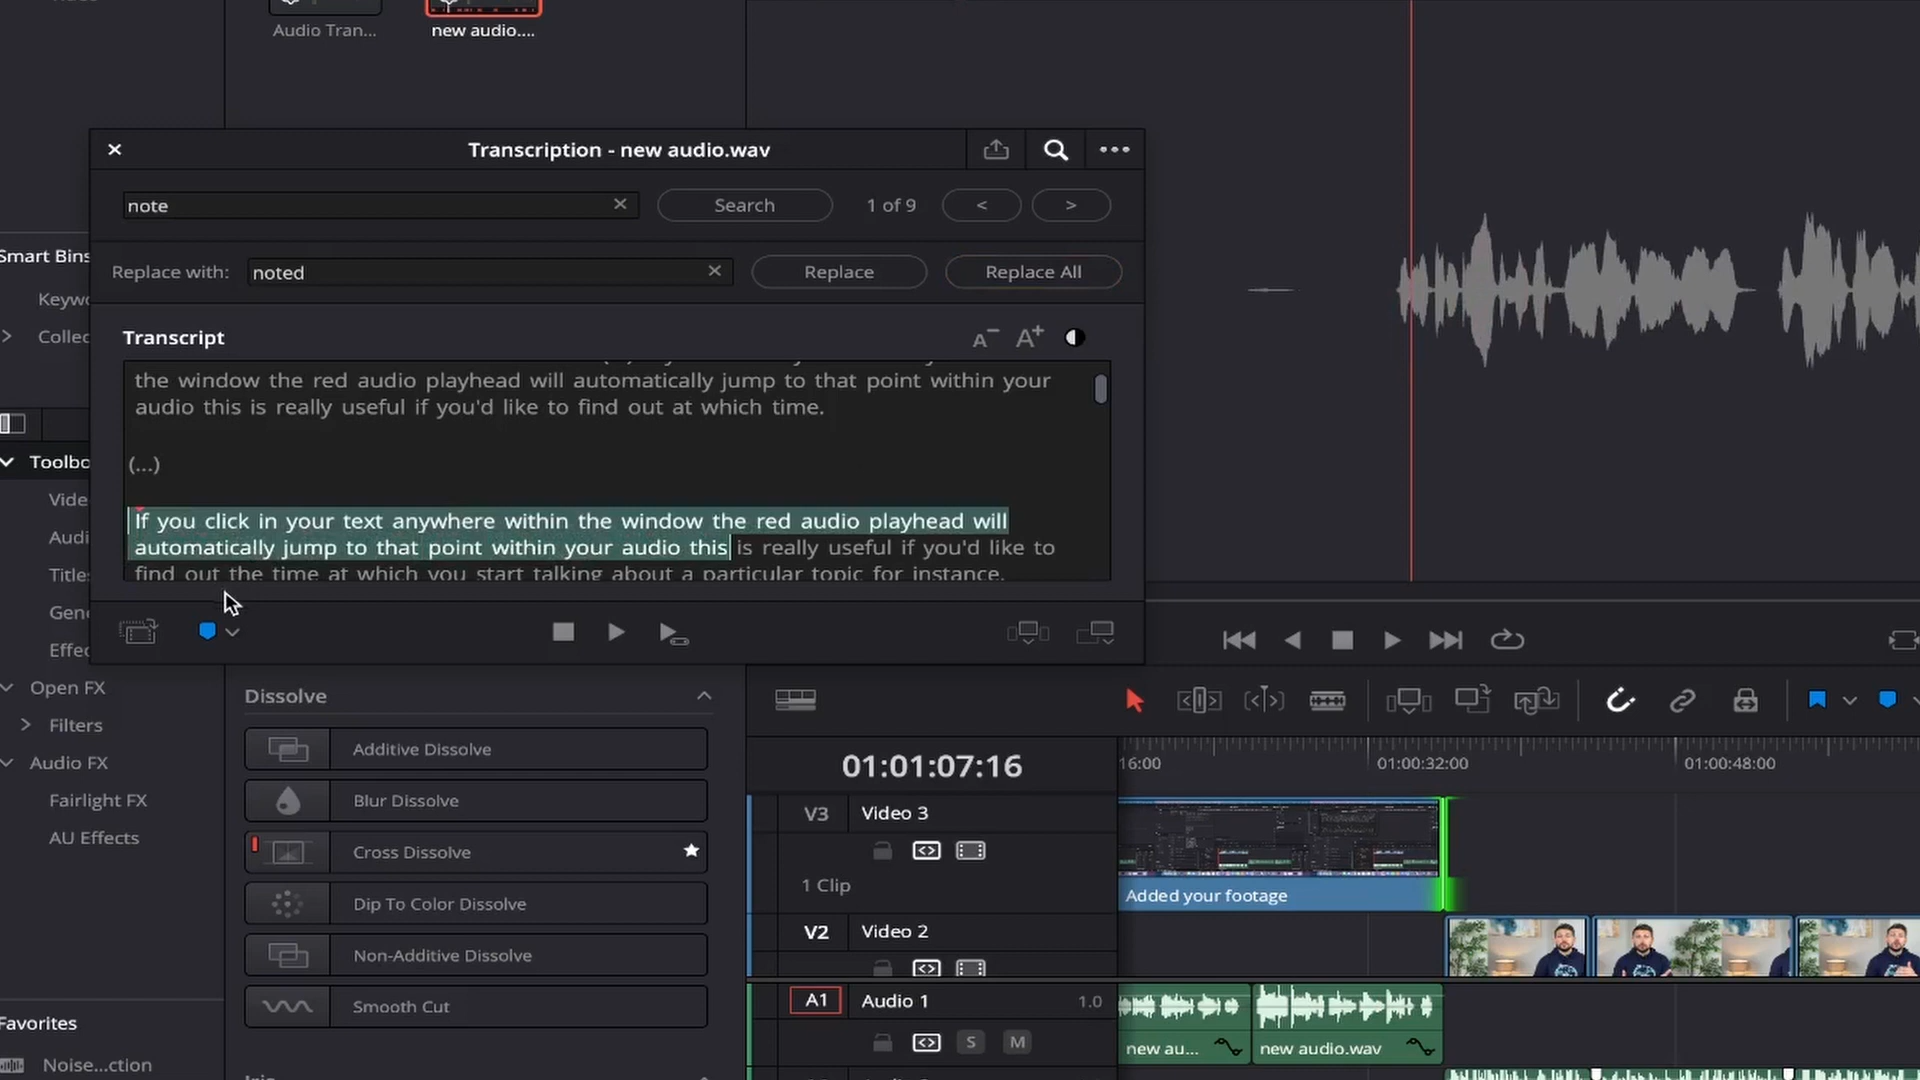 Audio Tran...
new audio....
Transcription - new audio.wav
note
Search
1 of 9
<
>
Replace with:
noted
Replace
Replace All
Transcript
A−
A+
the window the red audio playhead will automatically jump to that point within your
audio this is really useful if you'd like to find out at which time.
(...)
If you click in your text anywhere within the window the red audio playhead will
automatically jump to that point within your audio this is really useful if you'd like to
find out the time at which you start talking about a particular topic for instance.
Smart Bins
Keywo
Collec
Toolbo
Vide
Audi
Title
Gene
Effec
Open FX
Filters
Audio FX
Fairlight FX
AU Effects
Favorites
Noise...ction
Dissolve
Additive Dissolve
Blur Dissolve
Cross Dissolve
Dip To Color Dissolve
Non-Additive Dissolve
Smooth Cut
01:01:07:16
16:00
01:00:32:00
01:00:48:00
V3
Video 3
1 Clip
Added your footage
V2
Video 2
A1
Audio 1
1.0
S
M
new au...
new audio.wav